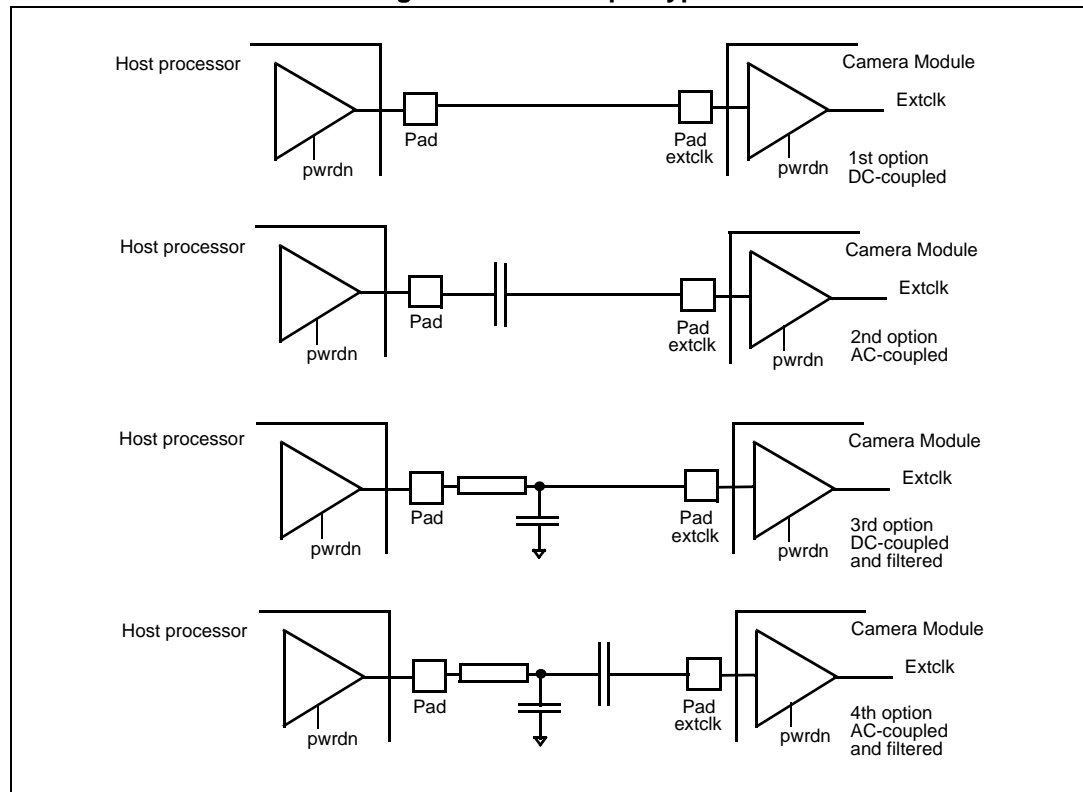 Host processor
Camera Module
Extclk
Pad
Pad
extclk
pwrdn
pwrdn
1st option
DC-coupled
Host processor
Camera Module
Extclk
Pad
Pad
extclk
pwrdn
pwrdn
2nd option
AC-coupled
Host processor
Camera Module
Extclk
Pad
Pad
extclk
pwrdn
pwrdn
3rd option
DC-coupled
and filtered
Host processor
Camera Module
Extclk
Pad
Pad
extclk
pwrdn
pwrdn
4th option
AC-coupled
and filtered